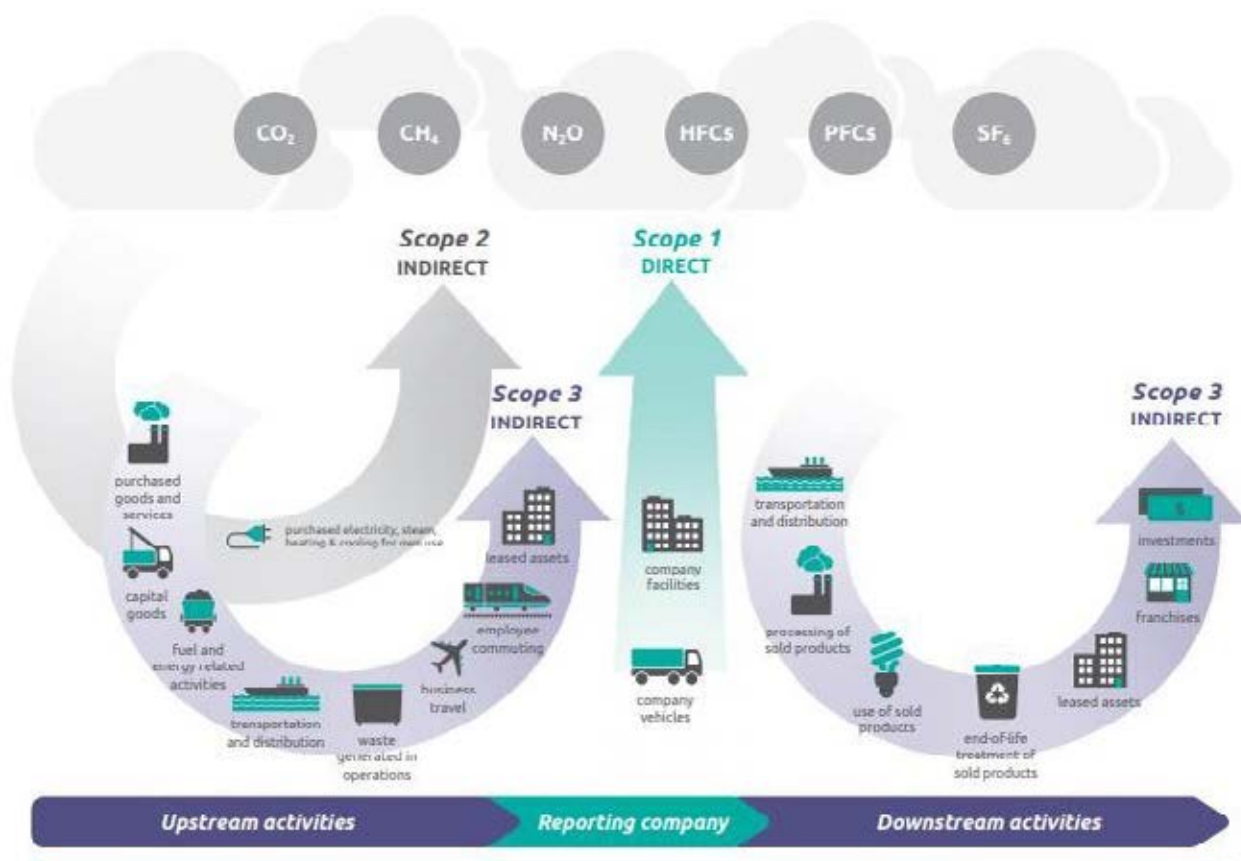 CO₂
CH₄
N₂O
HFCs
PFCs
SF₆
Scope 2
INDIRECT
Scope 1
DIRECT
Scope 3
INDIRECT
Scope 3
INDIRECT
purchased
goods and
services
capital
goods
fuel and
energy related
activities
transportation
and distribution
waste
generated in
operations
business
travel
employee
commuting
leased assets
purchased electricity, steam,
heating & cooling for own use
company
facilities
company
vehicles
transportation
and distribution
processing of
sold products
use of sold
products
end-of-life
treatment of
sold products
leased assets
franchises
investments
$
Upstream activities
Reporting company
Downstream activities